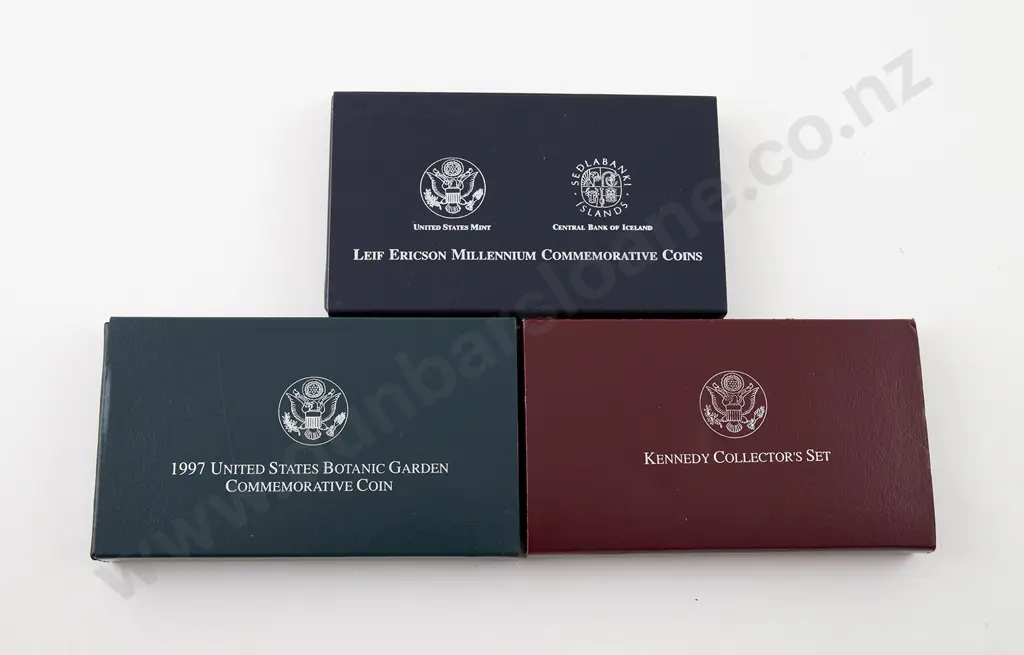 SEDLABANKI ISLANDS
UNITED STATES MINT
CENTRAL BANK OF ICELAND
LEIF ERICSON MILLENNIUM COMMEMORATIVE COINS
1997 UNITED STATES BOTANIC GARDEN
COMMEMORATIVE COIN
KENNEDY COLLECTOR'S SET
www.dunbarsloane.co.nz